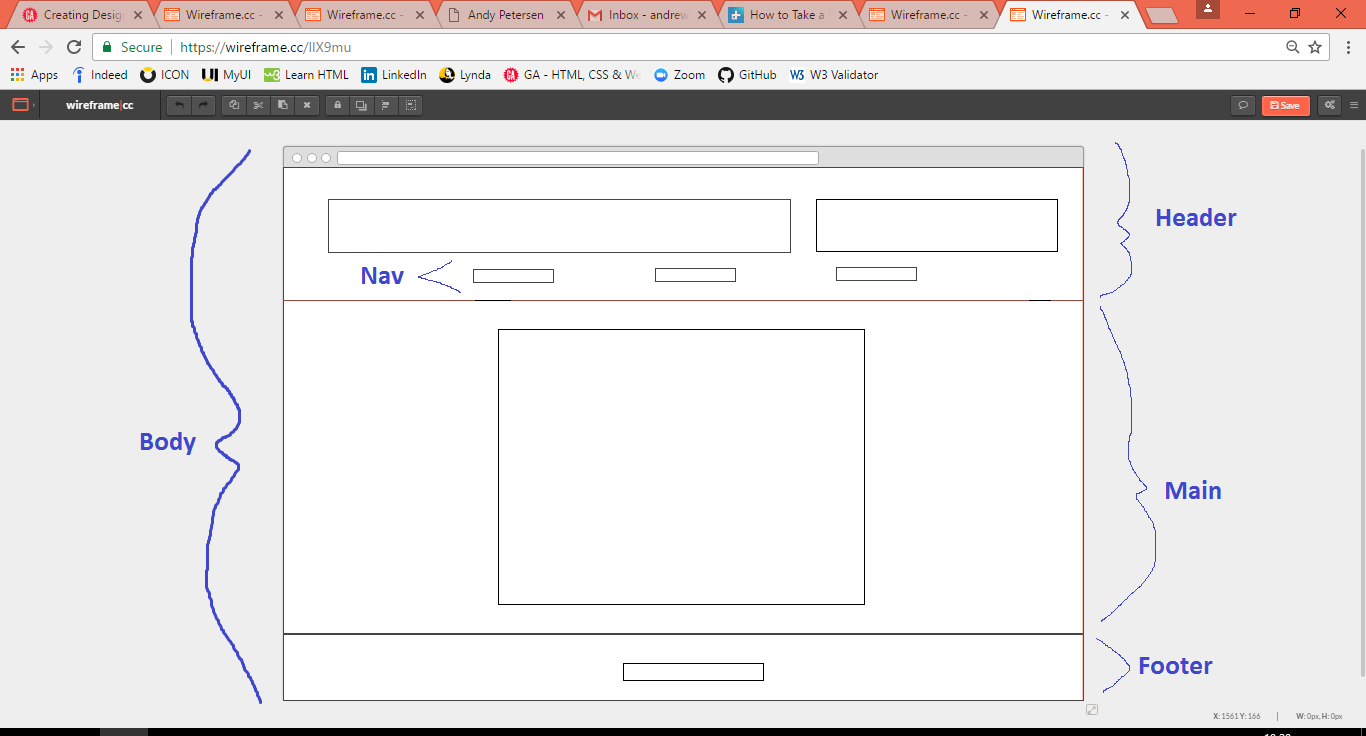 Creating Design
Wireframe.cc -
Wireframe.cc -
Andy Petersen
Inbox - andrew
How to Take a
Wireframe.cc -
Wireframe.cc -
Secure https://wireframe.cc/
Apps Indeed ICON MyUI Learn HTML LinkedIn Lynda GA - HTML, CSS & We Zoom GitHub W3 Validator
wireframe|cc Save
Header
Nav
Body
Main
Footer
X: 1561 Y: 166 W: 0px, H: 0px